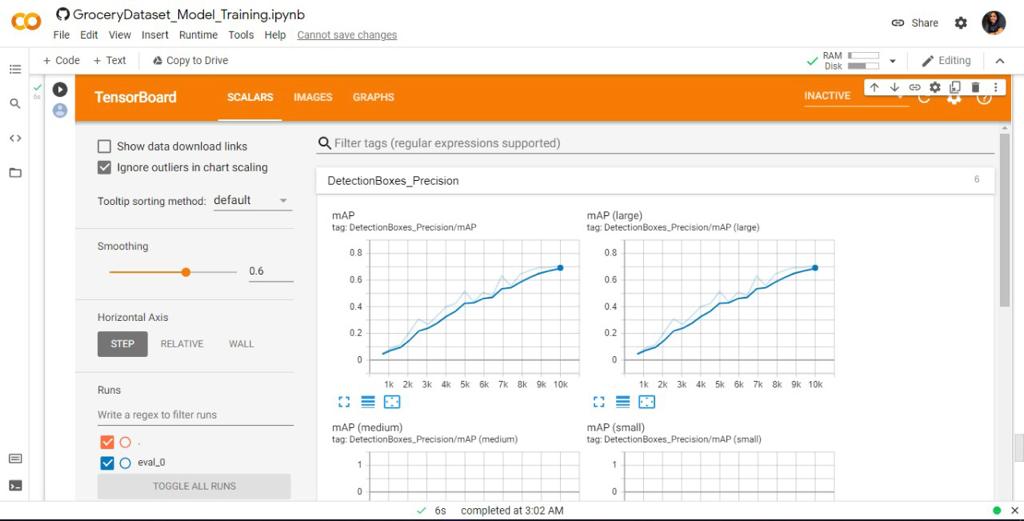 GroceryDataset_Model_Training.ipynb
Share
File Edit View Insert Runtime Tools Help Cannot save changes
+ Code + Text Copy to Drive
RAM
Disk
Editing
6s
TensorBoard SCALARS IMAGES GRAPHS INACTIVE
Show data download links
Ignore outliers in chart scaling
Tooltip sorting method: default
Smoothing
0.6
Horizontal Axis
STEP RELATIVE WALL
Runs
Write a regex to filter runs
.
eval_0
TOGGLE ALL RUNS
Filter tags (regular expressions supported)
DetectionBoxes_Precision 6
mAP
tag: DetectionBoxes_Precision/mAP
0.8
0.6
0.4
0.2
0
1k 2k 3k 4k 5k 6k 7k 8k 9k 10k
mAP (large)
tag: DetectionBoxes_Precision/mAP (large)
0.8
0.6
0.4
0.2
0
1k 2k 3k 4k 5k 6k 7k 8k 9k 10k
mAP (medium)
tag: DetectionBoxes_Precision/mAP (medium)
1
0
mAP (small)
tag: DetectionBoxes_Precision/mAP (small)
1
0
6s completed at 3:02 AM